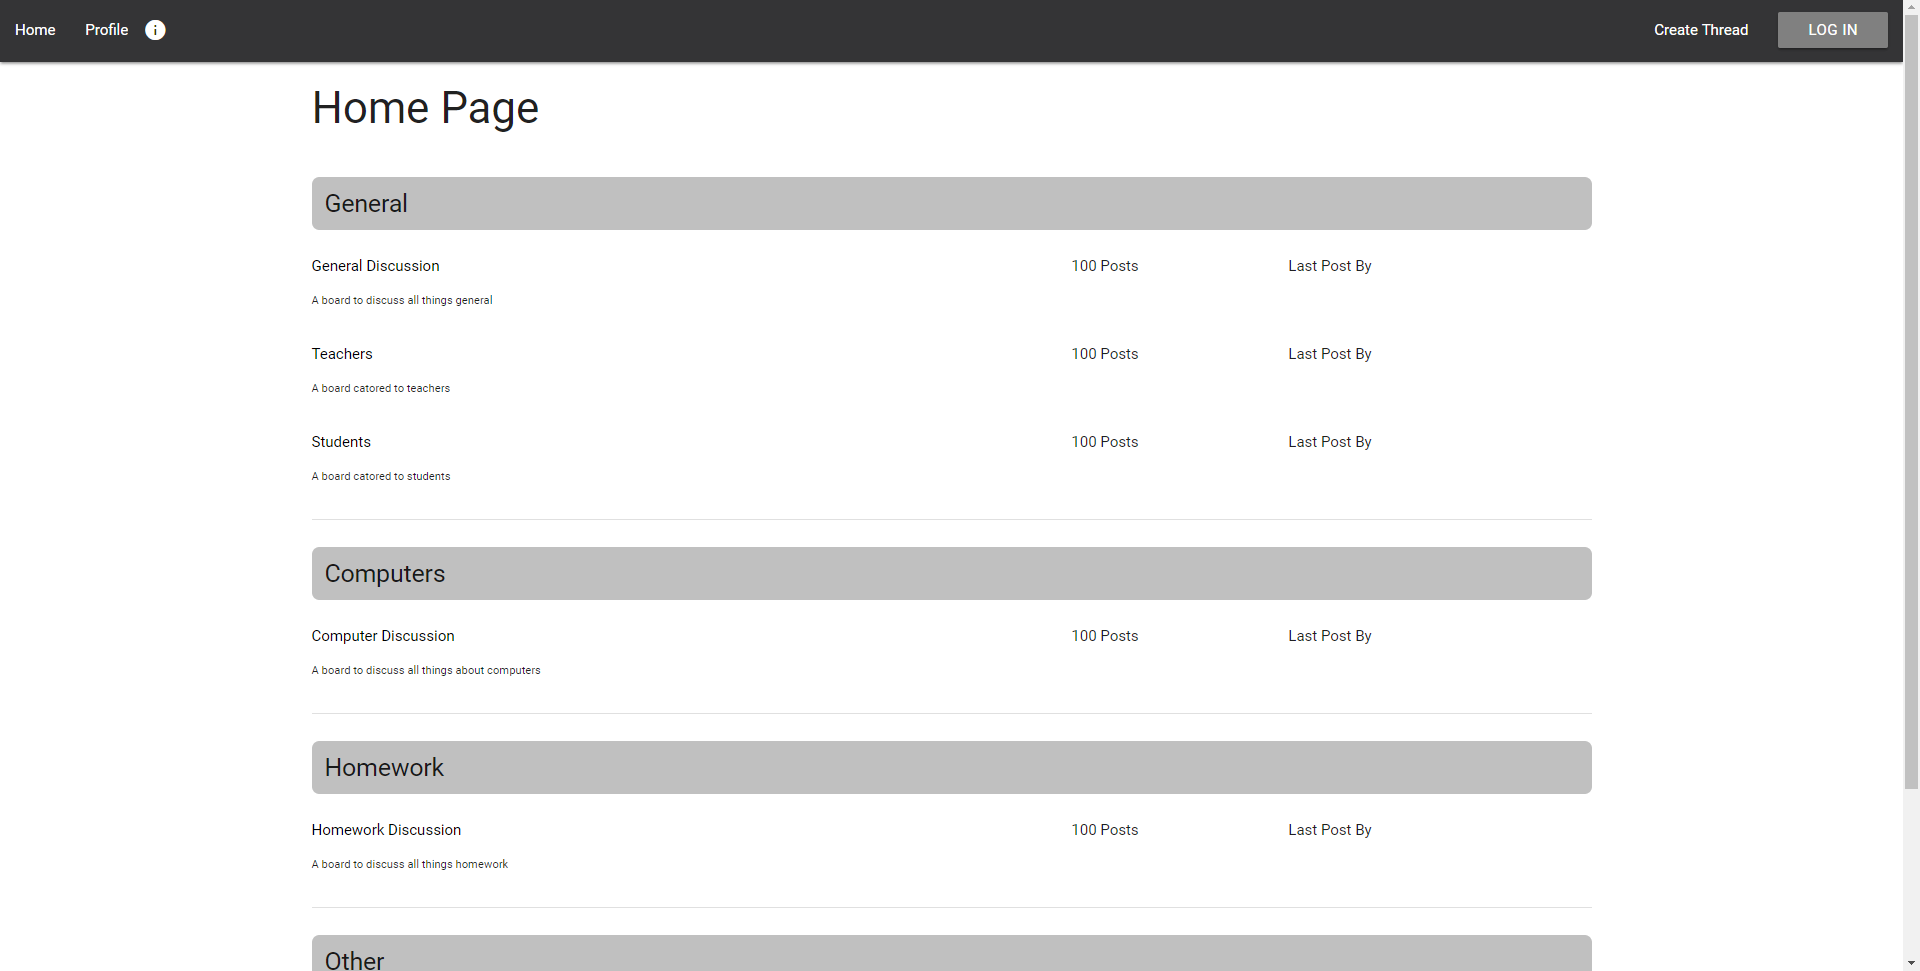 Home Profile i Create Thread LOG IN
Home Page
General
General Discussion 100 Posts Last Post By
A board to discuss all things general
Teachers 100 Posts Last Post By
A board catored to teachers
Students 100 Posts Last Post By
A board catored to students
Computers
Computer Discussion 100 Posts Last Post By
A board to discuss all things about computers
Homework
Homework Discussion 100 Posts Last Post By
A board to discuss all things homework
Other